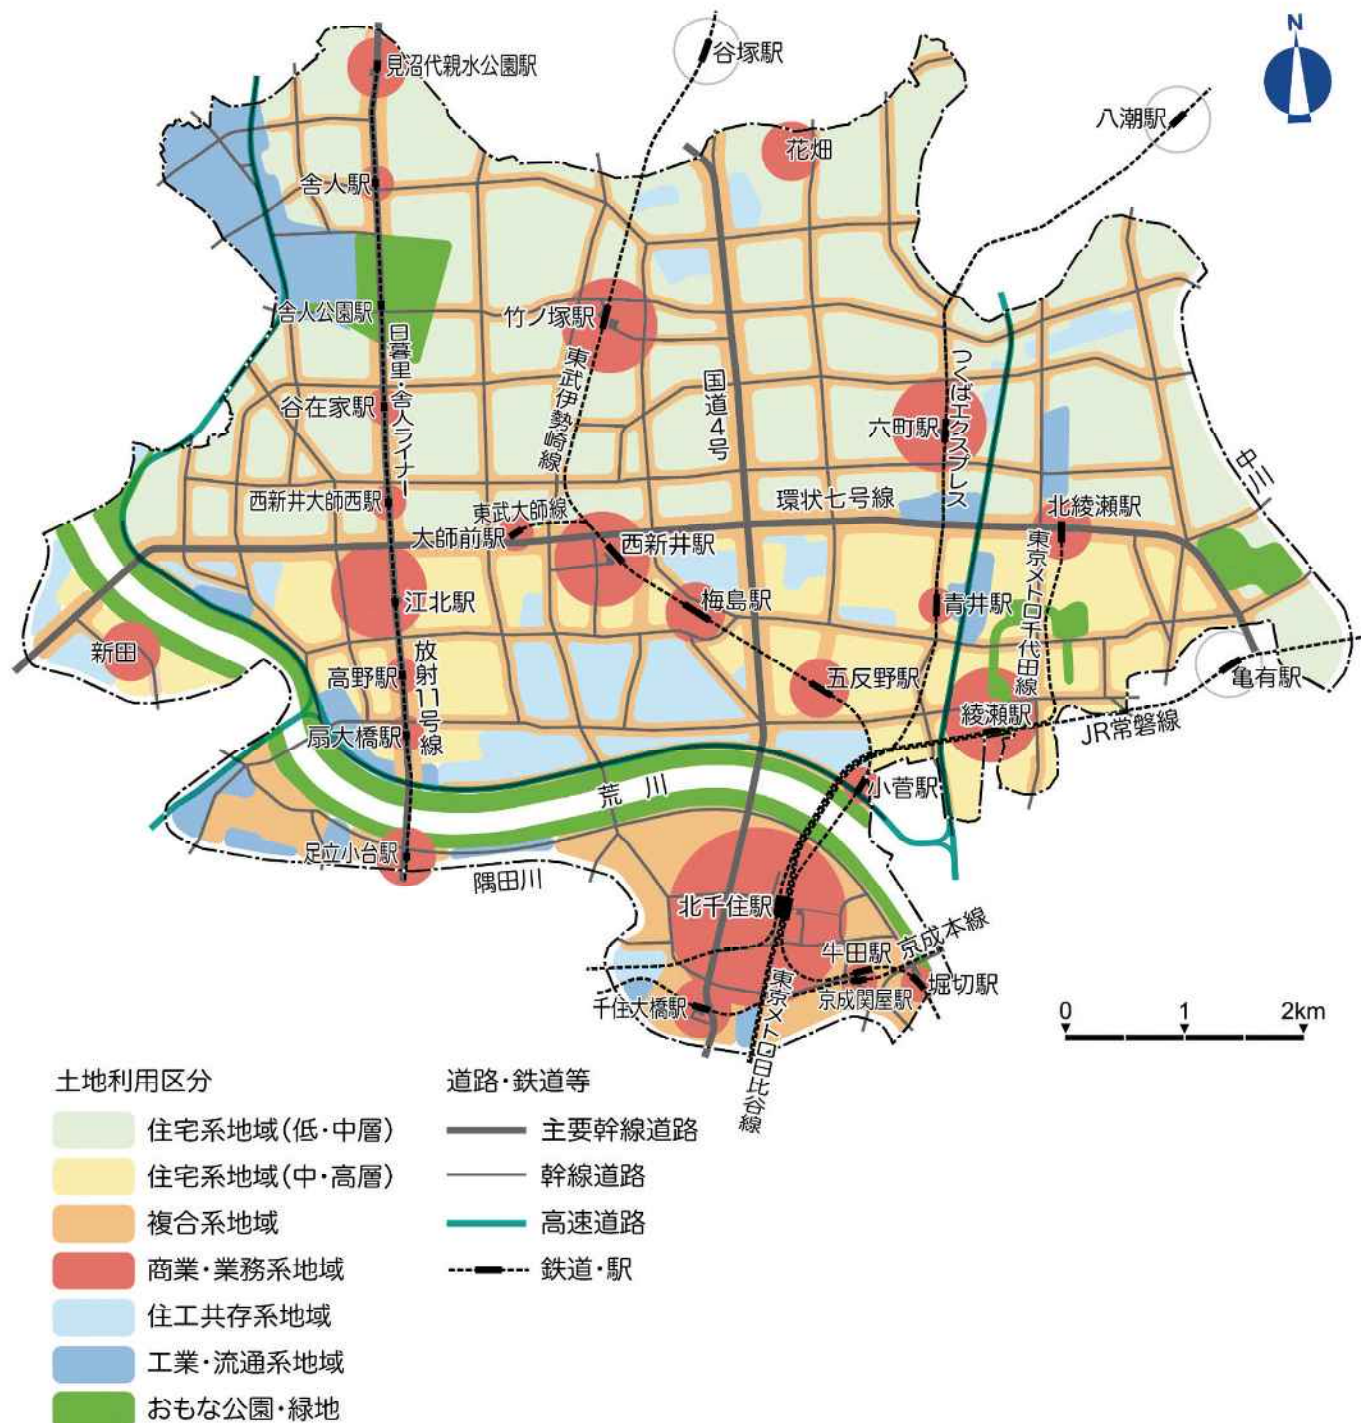 N
谷塚駅
見沼代親水公園駅
八潮駅
花畑
舎人駅
舎人公園駅
竹ノ塚駅
日暮里・舎人ライナー
東武伊勢崎線
国道4号
つくばエクスプレス
谷在家駅
六町駅
中川
西新井大師西駅
東武大師線
環状七号線
北綾瀬駅
大師前駅
西新井駅
東京メトロ千代田線
江北駅
梅島駅
青井駅
新田
高野駅
放射11号線
五反野駅
亀有駅
綾瀬駅
扇大橋駅
JR常磐線
荒川
小菅駅
足立小台駅
隅田川
北千住駅
牛田駅
京成本線
京成関屋駅
堀切駅
千住大橋駅
東京メトロ日比谷線
0 1 2km
土地利用区分
住宅系地域(低・中層)
住宅系地域(中・高層)
複合系地域
商業・業務系地域
住工共存系地域
工業・流通系地域
おもな公園・緑地
道路・鉄道等
主要幹線道路
幹線道路
高速道路
鉄道・駅